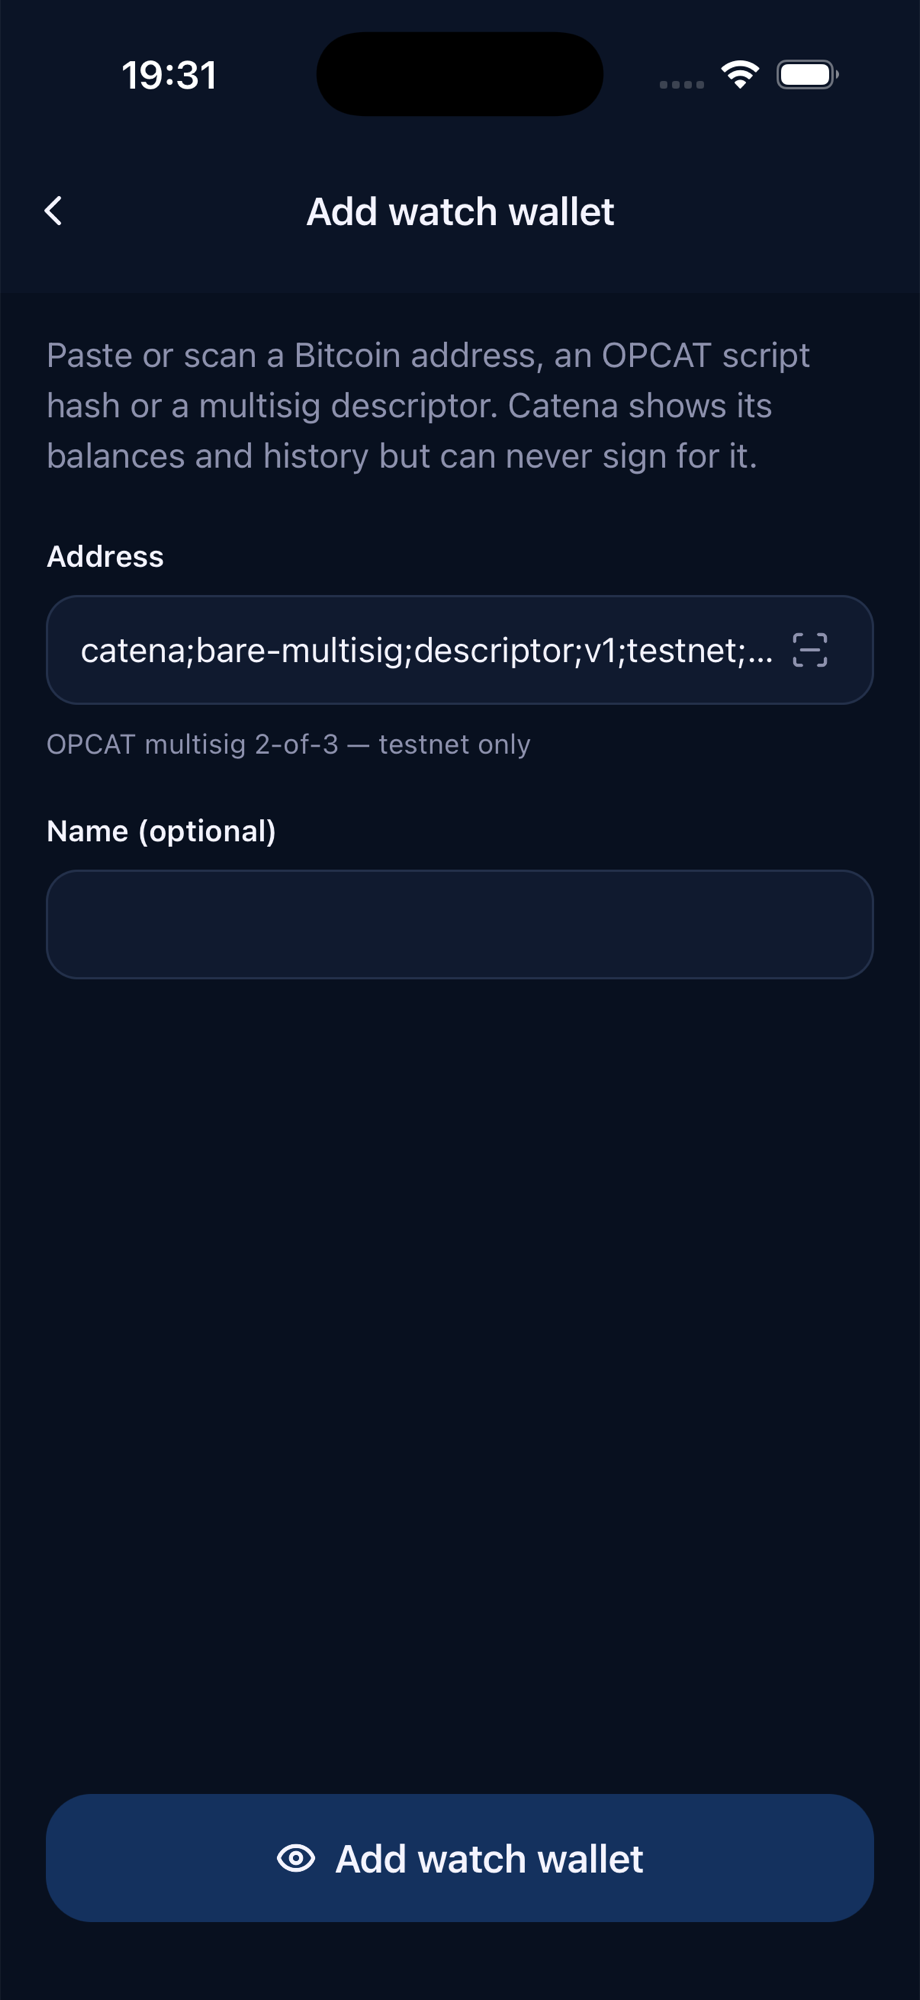 19:31
Add watch wallet
Paste or scan a Bitcoin address, an OPCAT script
hash or a multisig descriptor. Catena shows its
balances and history but can never sign for it.
Address
catena;bare-multisig;descriptor;v1;testnet;...
OPCAT multisig 2-of-3 — testnet only
Name (optional)
Add watch wallet